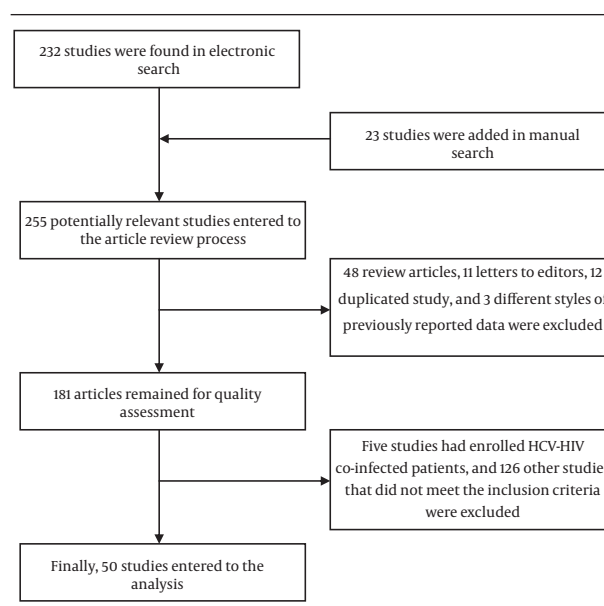 232 studies were found in electronic
search
23 studies were added in manual
search
255 potentially relevant studies entered to
the article review process
48 review articles, 11 letters to editors, 12
duplicated study, and 3 different styles of
previously reported data were excluded
181 articles remained for quality
assessment
Five studies had enrolled HCV-HIV
co-infected patients, and 126 other studie
that did not meet the inclusion criteria
were excluded
Finally, 50 studies entered to the
analysis